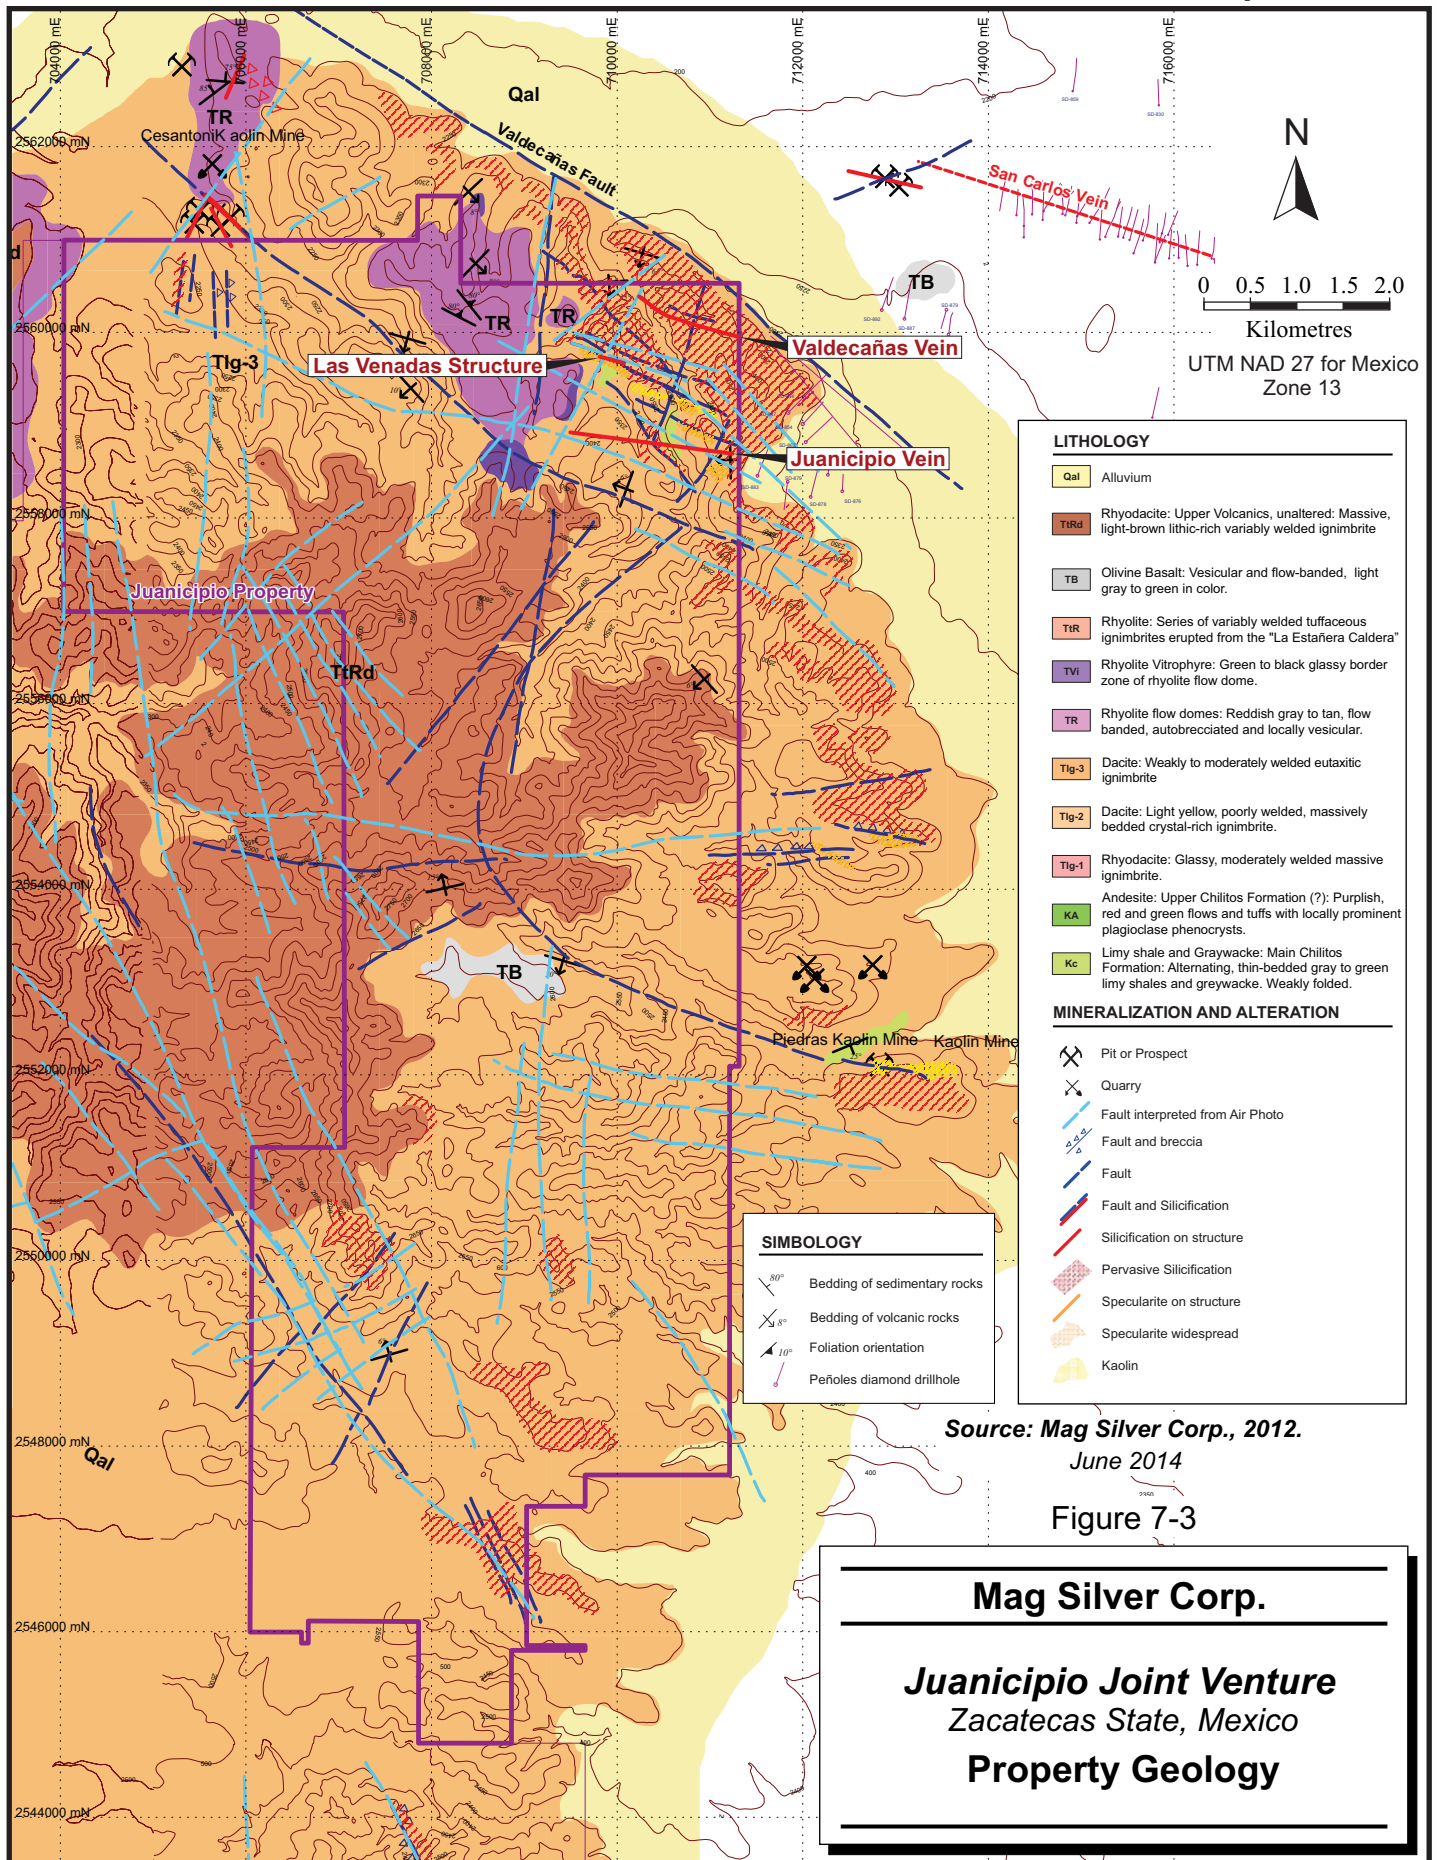 704000 mE
706000 mE
708000 mE
710000 mE
712000 mE
714000 mE
716000 mE
2562000 mN
2560000 mN
2558000 mN
2556000 mN
2554000 mN
2552000 mN
2550000 mN
2548000 mN
2546000 mN
2544000 mN
Qal
TR
CesantoniK aolin Mine
Valdecañas Fault
San Carlos Vein
TB
TR
TR
Tlg-3
Las Venadas Structure
Valdecañas Vein
Juanicipio Vein
Juanicipio Property
TtRd
TB
Piedras Kaolin Mine
Kaolin Mine
Qal
d
N
0 0.5 1.0 1.5 2.0
Kilometres
UTM NAD 27 for Mexico
Zone 13
LITHOLOGY
Qal Alluvium
TtRd Rhyodacite: Upper Volcanics, unaltered: Massive,
light-brown lithic-rich variably welded ignimbrite
TB Olivine Basalt: Vesicular and flow-banded, light
gray to green in color.
TtR Rhyolite: Series of variably welded tuffaceous
ignimbrites erupted from the "La Estañera Caldera"
TVi Rhyolite Vitrophyre: Green to black glassy border
zone of rhyolite flow dome.
TR Rhyolite flow domes: Reddish gray to tan, flow
banded, autobrecciated and locally vesicular.
Tlg-3 Dacite: Weakly to moderately welded eutaxitic
ignimbrite
Tlg-2 Dacite: Light yellow, poorly welded, massively
bedded crystal-rich ignimbrite.
Tlg-1 Rhyodacite: Glassy, moderately welded massive
ignimbrite.
KA Andesite: Upper Chilitos Formation (?): Purplish,
red and green flows and tuffs with locally prominent
plagioclase phenocrysts.
Kc Limy shale and Graywacke: Main Chilitos
Formation: Alternating, thin-bedded gray to green
limy shales and greywacke. Weakly folded.
MINERALIZATION AND ALTERATION
Pit or Prospect
Quarry
Fault interpreted from Air Photo
Fault and breccia
Fault
Fault and Silicification
Silicification on structure
Pervasive Silicification
Specularite on structure
Specularite widespread
Kaolin
SIMBOLOGY
80° Bedding of sedimentary rocks
8° Bedding of volcanic rocks
10° Foliation orientation
Peñoles diamond drillhole
Source: Mag Silver Corp., 2012.
June 2014
Figure 7-3
Mag Silver Corp.
Juanicipio Joint Venture
Zacatecas State, Mexico
Property Geology